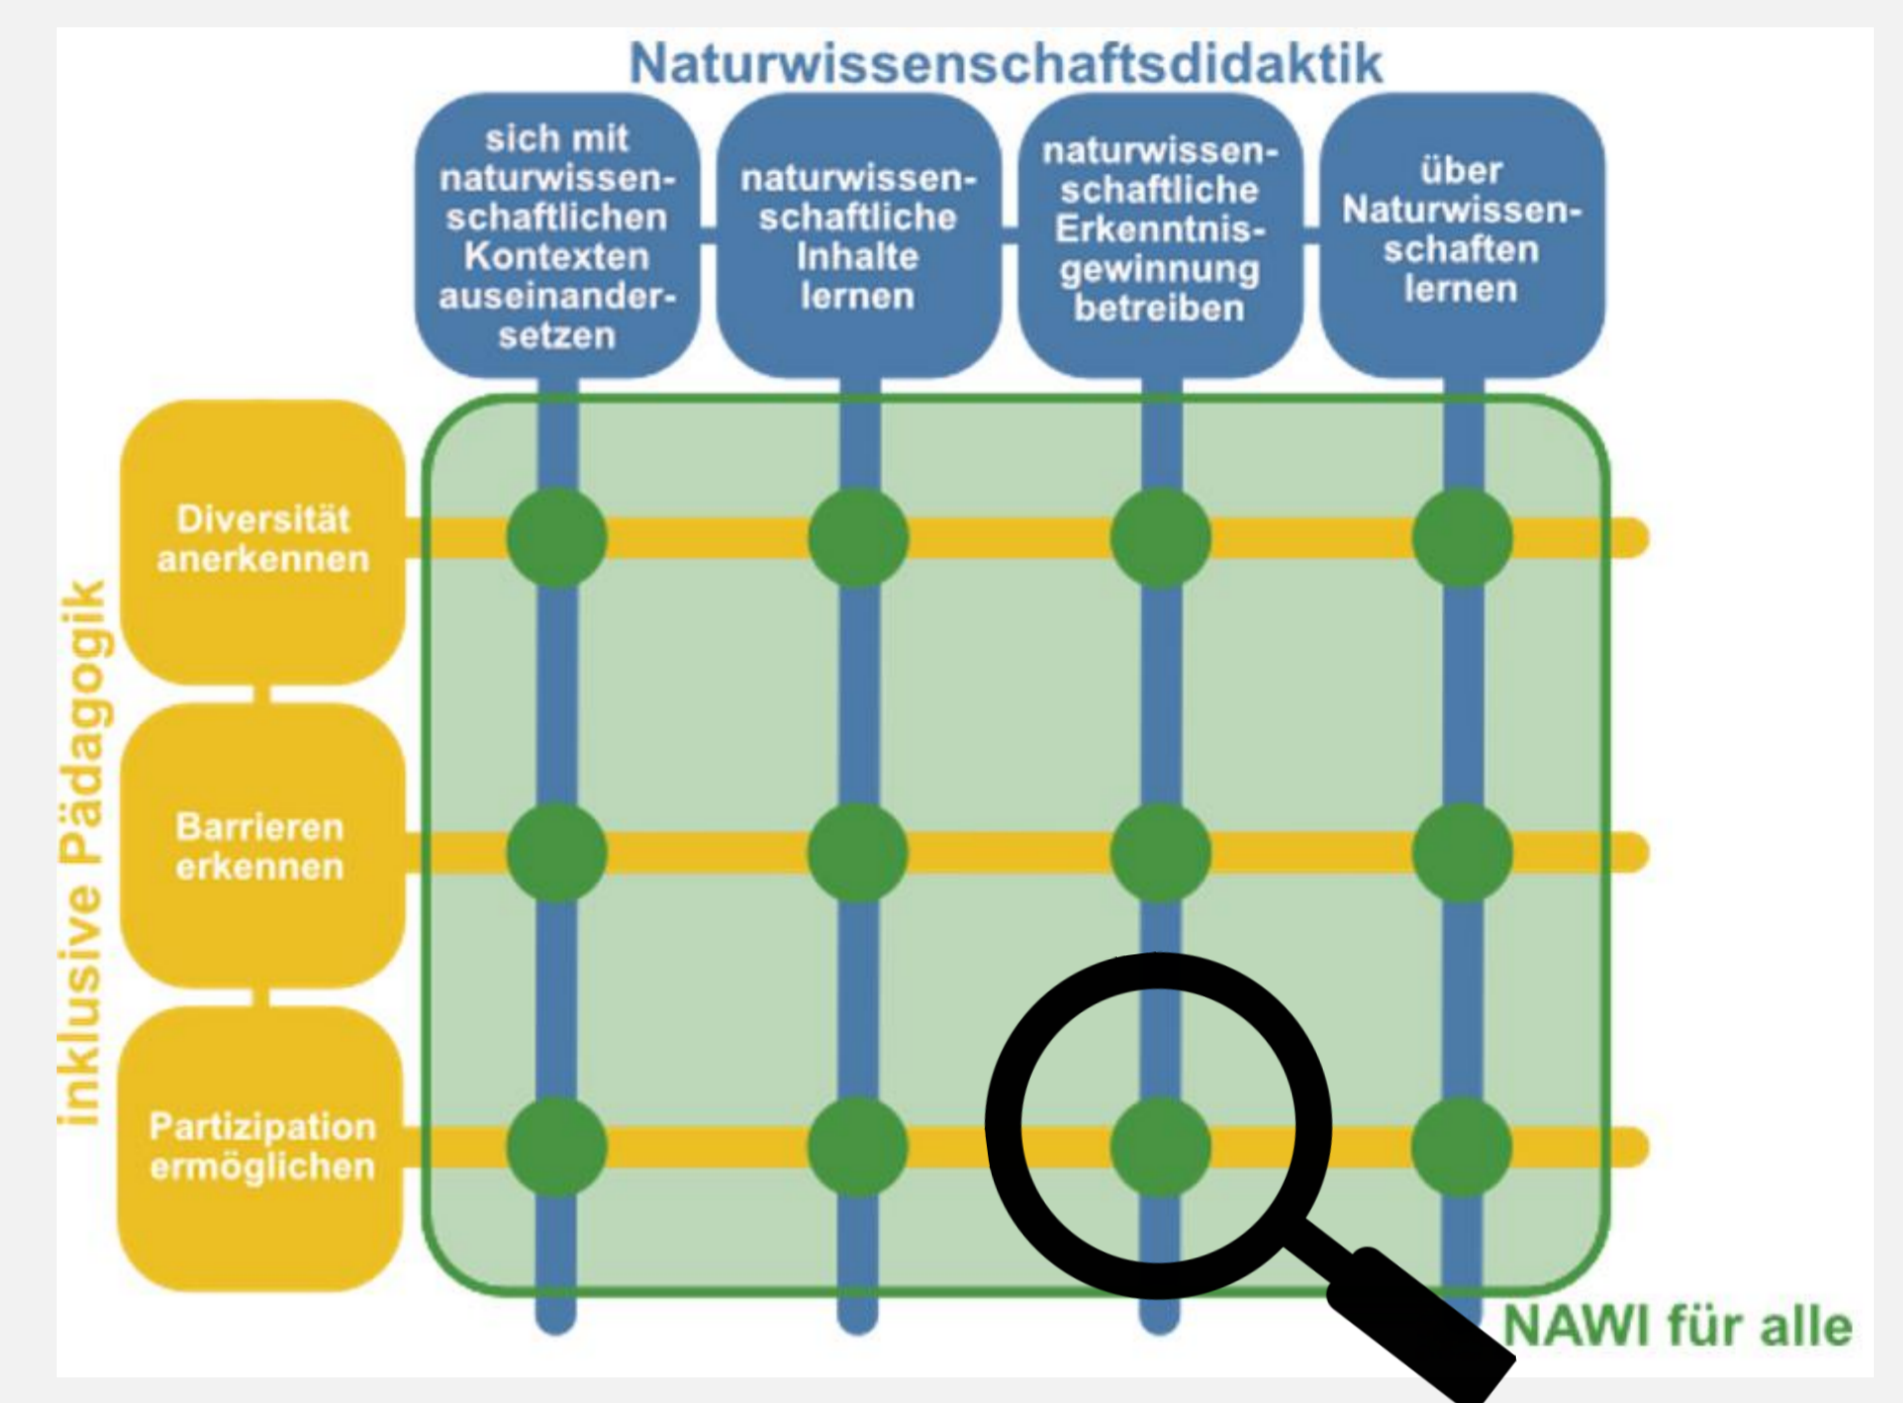 Naturwissenschaftsdidaktik
sich mit
naturwissen-
schaftlichen
Kontexten
auseinander-
setzen
naturwissen-
schaftliche
Inhalte
lernen
naturwissen-
schaftliche
Erkenntnis-
gewinnung
betreiben
über
Naturwissen-
schaften
lernen
inklusive Pädagogik
Diversität
anerkennen
Barrieren
erkennen
Partizipation
ermöglichen
NAWI für alle